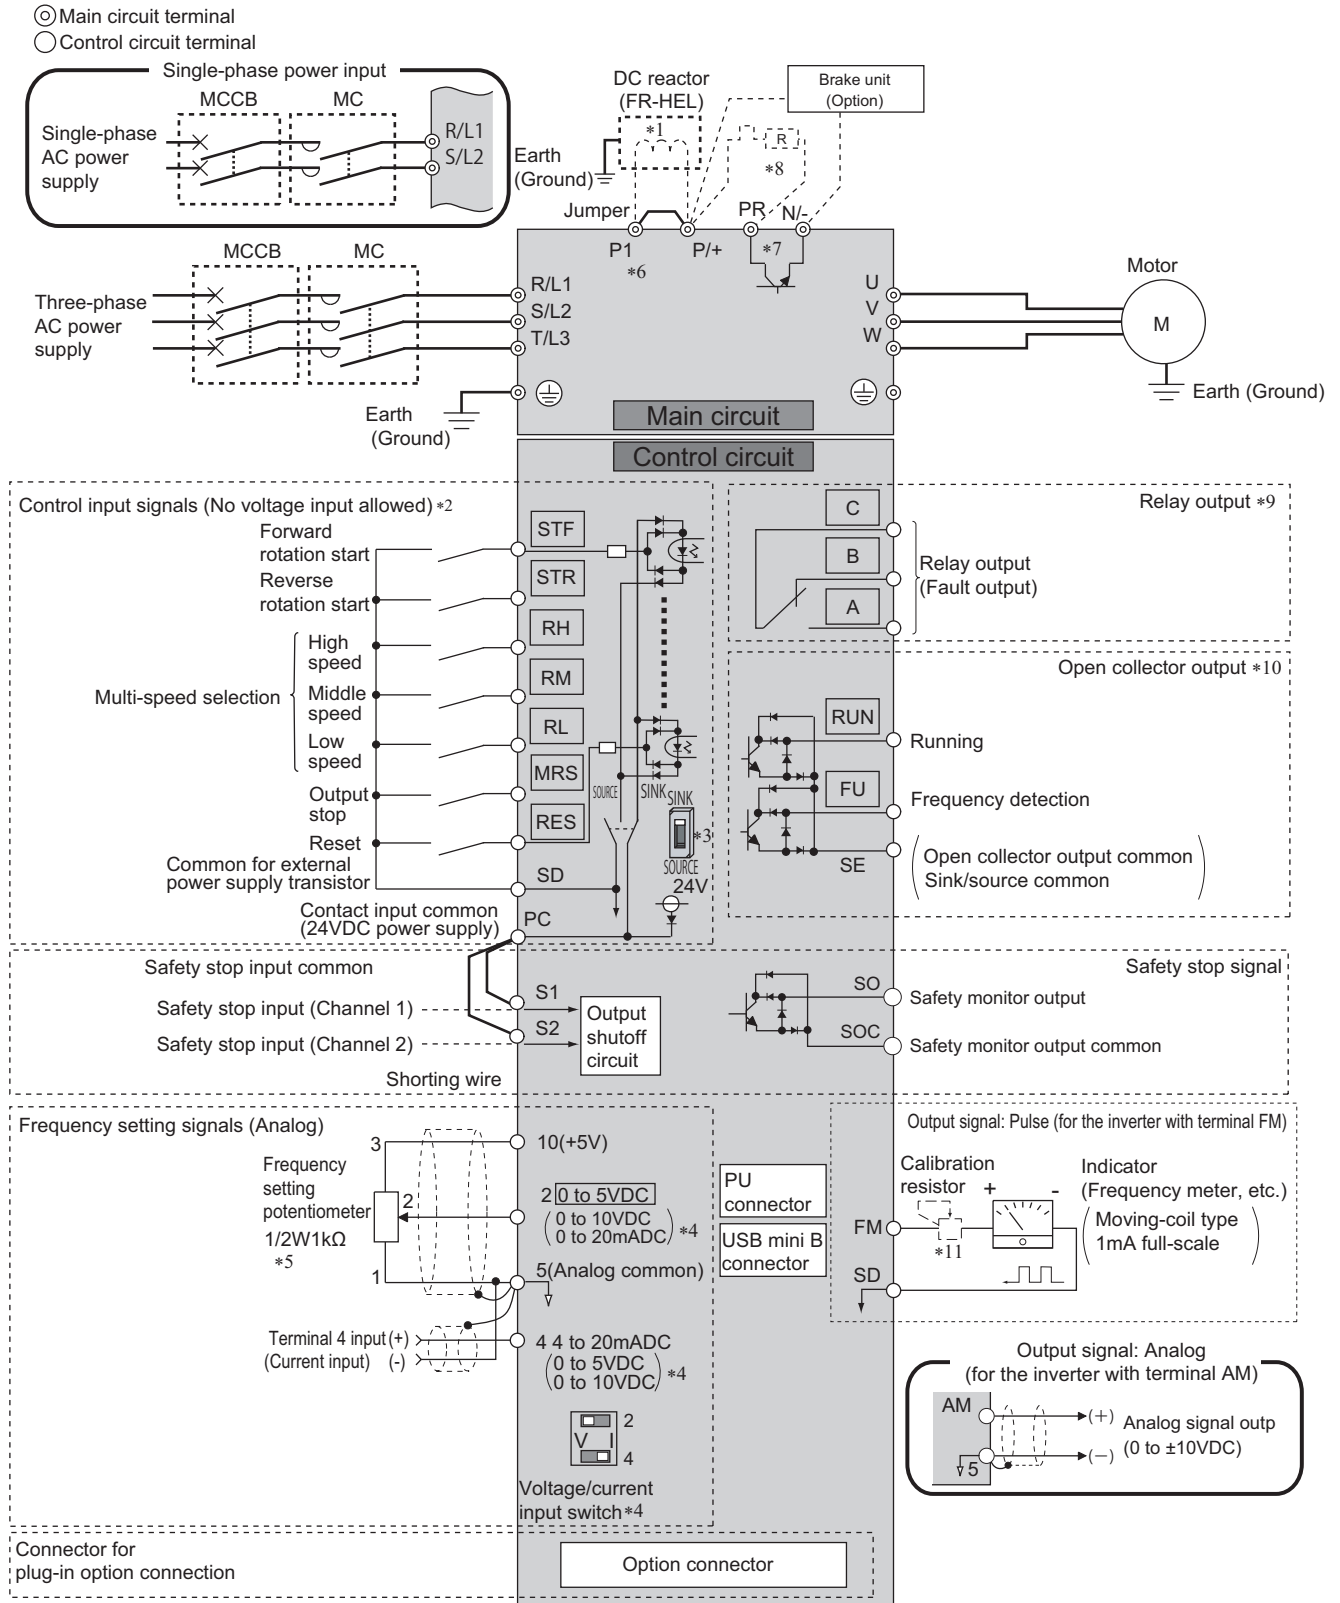 Main circuit terminal
Control circuit terminal
Single-phase power input
MCCB
MC
Single-phase
AC power
supply
R/L1
S/L2
DC reactor
(FR-HEL)
*1
Earth
(Ground)
Brake unit
(Option)
R
*8
Jumper
PR
N/-
P1
*6
P/+
*7
MCCB
MC
Three-phase
AC power
supply
R/L1
S/L2
T/L3
U
V
W
Motor
M
Earth (Ground)
Earth
(Ground)
Main circuit
Control circuit
Control input signals (No voltage input allowed) *2
Forward
rotation start
Reverse
rotation start
Multi-speed selection
High
speed
Middle
speed
Low
speed
Output
stop
Reset
Common for external
power supply transistor
Contact input common
(24VDC power supply)
STF
STR
RH
RM
RL
MRS
RES
SD
PC
SOURCE
SINK
SINK
*3
SOURCE
24V
Relay output *9
C
B
A
Relay output
(Fault output)
Open collector output *10
RUN
Running
FU
Frequency detection
SE
Open collector output common
Sink/source common
Safety stop input common
Safety stop input (Channel 1)
Safety stop input (Channel 2)
Shorting wire
S1
S2
Output
shutoff
circuit
Safety stop signal
SO
Safety monitor output
SOC
Safety monitor output common
Frequency setting signals (Analog)
Frequency
setting
potentiometer
1/2W1kΩ
*5
3
2
1
10(+5V)
2 0 to 5VDC
(0 to 10VDC
0 to 20mADC) *4
5(Analog common)
Terminal 4 input (+)
(Current input) (-)
4 4 to 20mADC
(0 to 5VDC
0 to 10VDC) *4
2
V I
4
Voltage/current
input switch *4
PU
connector
USB mini B
connector
Output signal: Pulse (for the inverter with terminal FM)
Calibration
resistor
+
-
Indicator
(Frequency meter, etc.)
(Moving-coil type
1mA full-scale)
FM
*11
SD
Output signal: Analog
(for the inverter with terminal AM)
AM
(+)
Analog signal outp
(0 to ±10VDC)
(−)
5
Connector for
plug-in option connection
Option connector